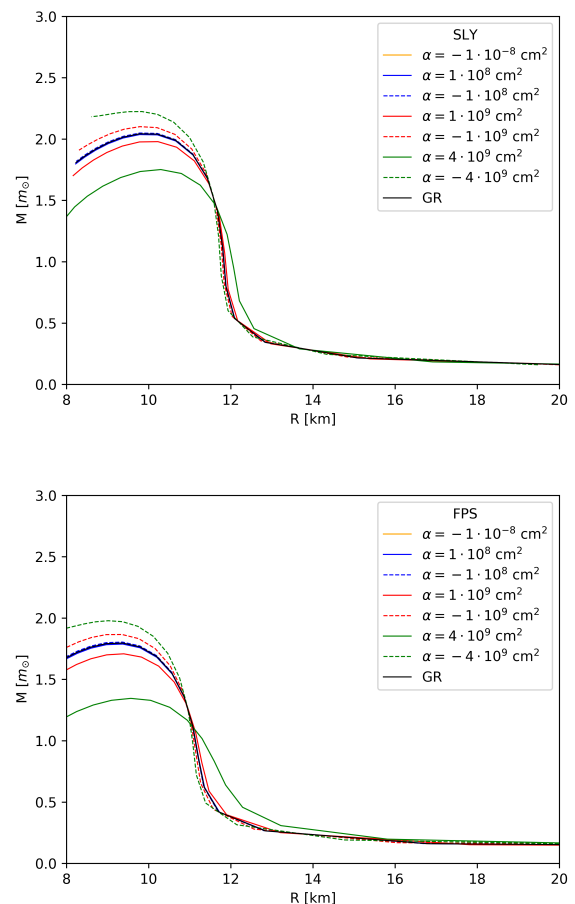 3.0
2.5
2.0
1.5
1.0
0.5
0.0
M [m⊙]
8 10 12 14 16 18 20
R [km]
SLY
α = − 1 · 10⁻⁸ cm²
α = 1 · 10⁸ cm²
α = − 1 · 10⁸ cm²
α = 1 · 10⁹ cm²
α = − 1 · 10⁹ cm²
α = 4 · 10⁹ cm²
α = − 4 · 10⁹ cm²
GR
3.0
2.5
2.0
1.5
1.0
0.5
0.0
M [m⊙]
8 10 12 14 16 18 20
R [km]
FPS
α = − 1 · 10⁻⁸ cm²
α = 1 · 10⁸ cm²
α = − 1 · 10⁸ cm²
α = 1 · 10⁹ cm²
α = − 1 · 10⁹ cm²
α = 4 · 10⁹ cm²
α = − 4 · 10⁹ cm²
GR